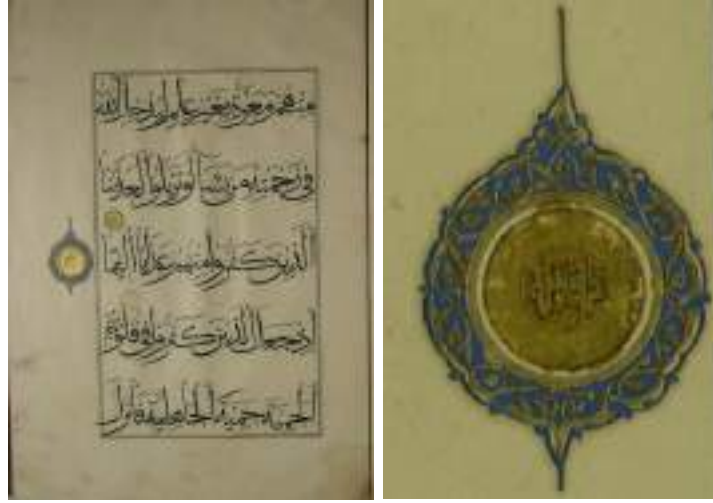 منهم معرة بغير علم ليدخل الله
في رحمته من يشا لو تزيلوا لعذبنا
الذين كفروا منهم عذابا اليما
اذ جعل الذين كفروا في قلوبهم
الحمية حمية الجاهلية فانزل